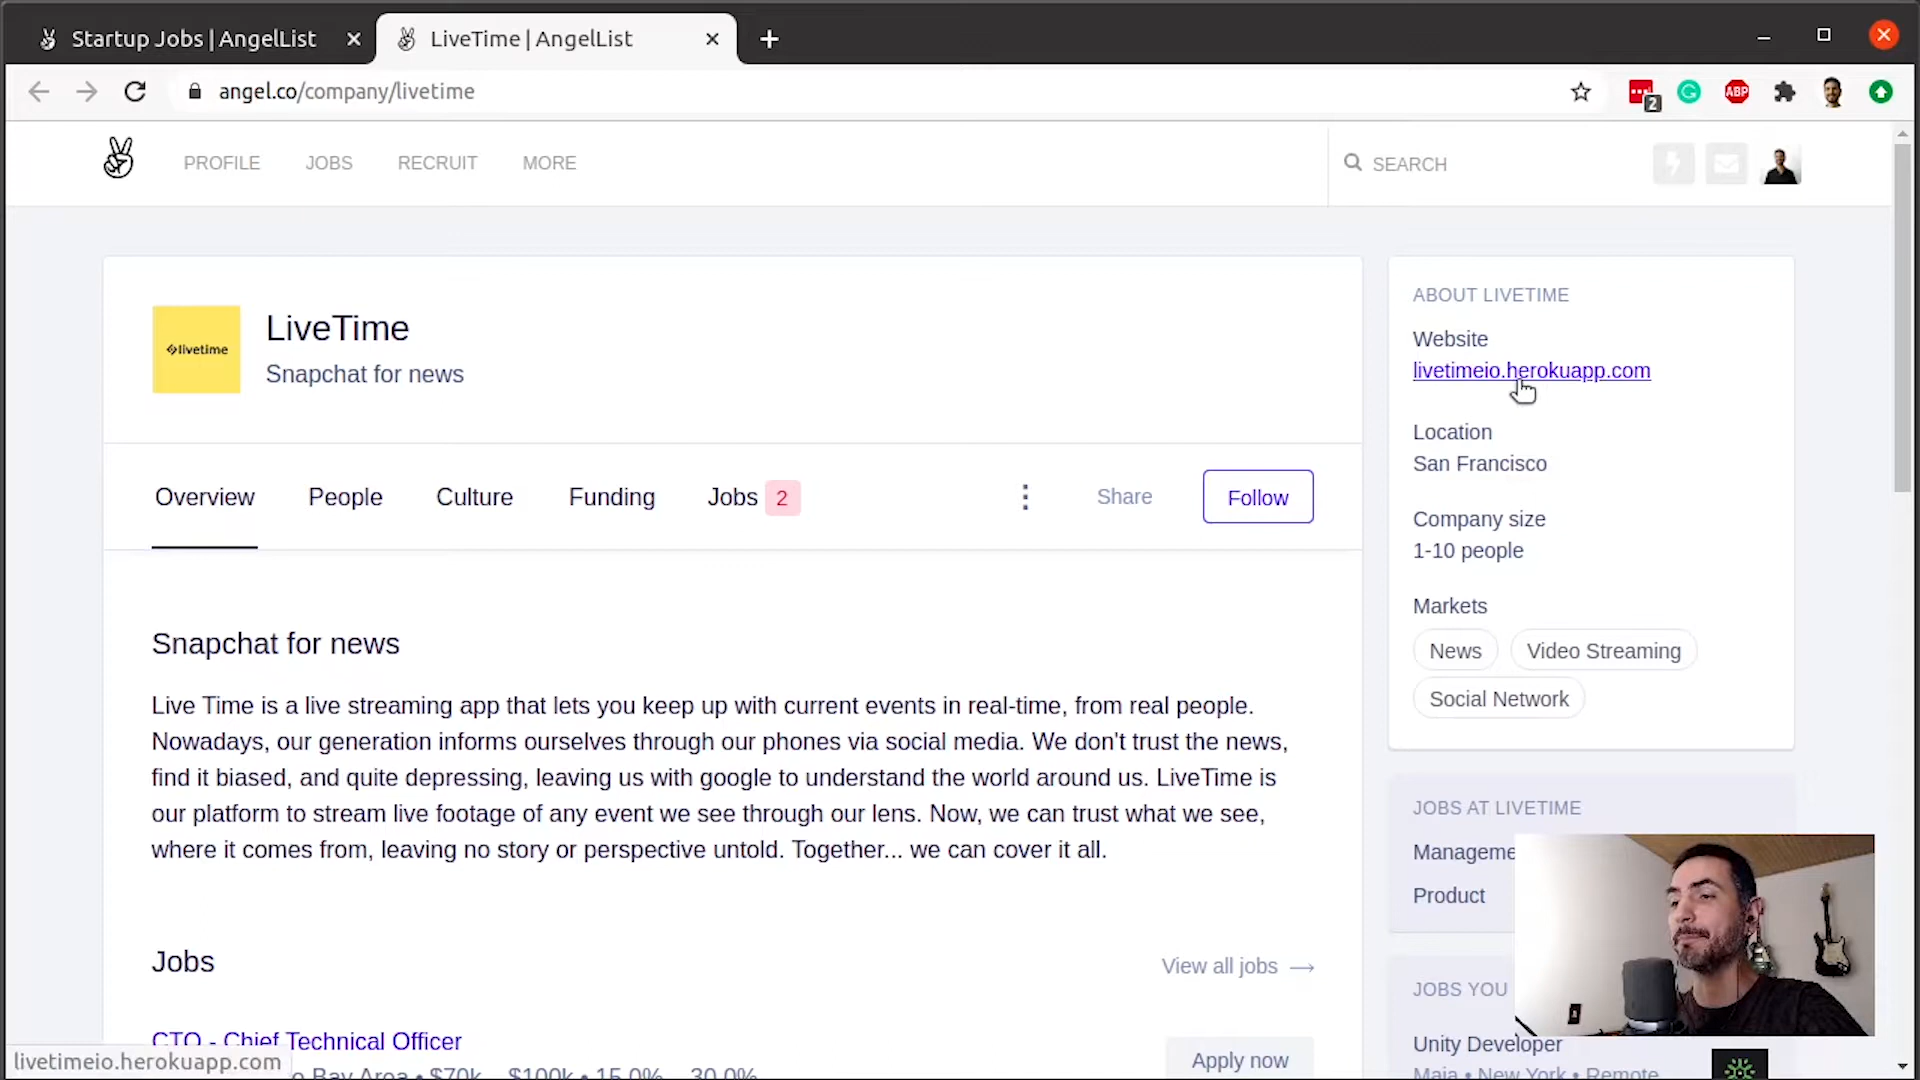 Startup Jobs | AngelList
LiveTime | AngelList
angel.co/company/livetime
2
ABP
PROFILE JOBS RECRUIT MORE
SEARCH
livetime
LiveTime
Snapchat for news
Overview People Culture Funding Jobs 2
Share Follow
Snapchat for news
Live Time is a live streaming app that lets you keep up with current events in real-time, from real people.
Nowadays, our generation informs ourselves through our phones via social media. We don't trust the news,
find it biased, and quite depressing, leaving us with google to understand the world around us. LiveTime is
our platform to stream live footage of any event we see through our lens. Now, we can trust what we see,
where it comes from, leaving no story or perspective untold. Together... we can cover it all.
Jobs
View all jobs →
CTO - Chief Technical Officer
o Bay Area • $70k – $100k • 15.0% – 30.0%
Apply now
livetimeio.herokuapp.com
ABOUT LIVETIME
Website
livetimeio.herokuapp.com
Location
San Francisco
Company size
1-10 people
Markets
News Video Streaming
Social Network
JOBS AT LIVETIME
Manageme
Product
JOBS YOU
Unity Developer
Maia • New York • Remote